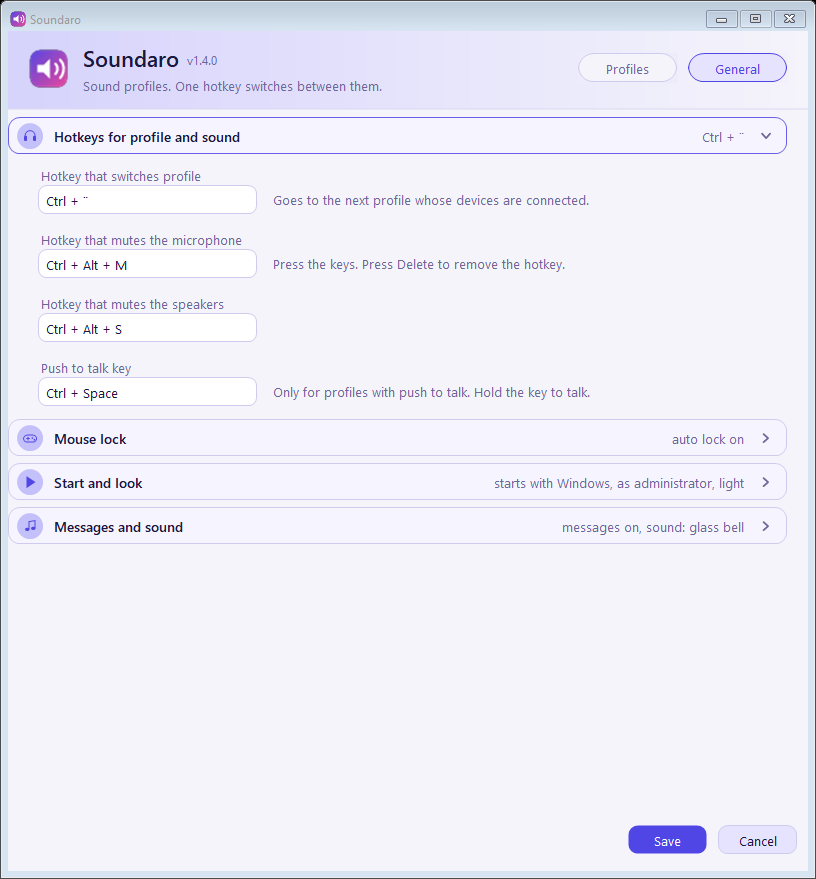 Soundaro
Soundaro v1.4.0
Sound profiles. One hotkey switches between them.
Profiles
General
Hotkeys for profile and sound
Ctrl + ¨
Hotkey that switches profile
Ctrl + ¨
Goes to the next profile whose devices are connected.
Hotkey that mutes the microphone
Ctrl + Alt + M
Press the keys. Press Delete to remove the hotkey.
Hotkey that mutes the speakers
Ctrl + Alt + S
Push to talk key
Ctrl + Space
Only for profiles with push to talk. Hold the key to talk.
Mouse lock
auto lock on
Start and look
starts with Windows, as administrator, light
Messages and sound
messages on, sound: glass bell
Save
Cancel